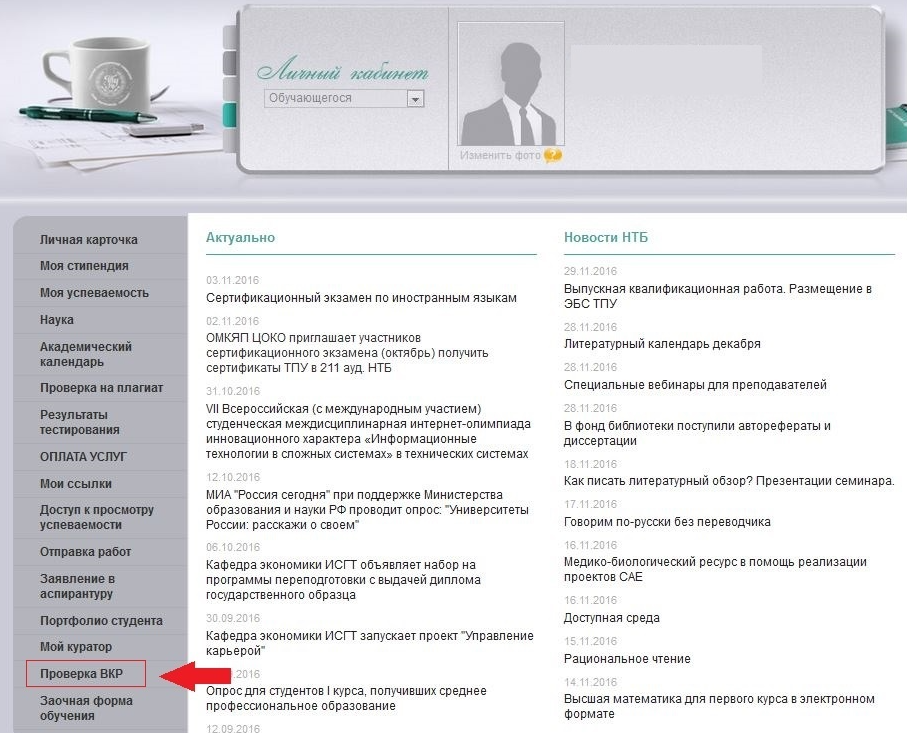 Личный кабинет
Обучающегося
Изменить фото
Личная карточка
Моя стипендия
Моя успеваемость
Наука
Академический
календарь
Проверка на плагиат
Результаты
тестирования
ОПЛАТА УСЛУГ
Мои ссылки
Доступ к просмотру
успеваемости
Отправка работ
Заявление в
аспирантуру
Портфолио студента
Мой куратор
Проверка ВКР
Заочная форма
обучения
Актуально
03.11.2016
Сертификационный экзамен по иностранным языкам
02.11.2016
ОМКЯП ЦОКО приглашает участников
сертификационного экзамена (октябрь) получить
сертификаты ТПУ в 211 ауд. НТБ
31.10.2016
VII Всероссийская (с международным участием)
студенческая междисциплинарная интернет-олимпиада
инновационного характера «Информационные
технологии в сложных системах» в технических системах
12.10.2016
МИА "Россия сегодня" при поддержке Министерства
образования и науки РФ проводит опрос: "Университеты
России: расскажи о своем"
06.10.2016
Кафедра экономики ИСГТ объявляет набор на
программы переподготовки с выдачей диплома
государственного образца
30.09.2016
Кафедра экономики ИСГТ запускает проект "Управление
карьерой"
.2016
Опрос для студентов I курса, получивших среднее
профессиональное образование
12.09.2016
Новости НТБ
29.11.2016
Выпускная квалификационная работа. Размещение в
ЭБС ТПУ
28.11.2016
Литературный календарь декабря
28.11.2016
Специальные вебинары для преподавателей
28.11.2016
В фонд библиотеки поступили авторефераты и
диссертации
18.11.2016
Как писать литературный обзор? Презентации семинара.
17.11.2016
Говорим по-русски без переводчика
16.11.2016
Медико-биологический ресурс в помощь реализации
проектов САЕ
16.11.2016
Доступная среда
15.11.2016
Рациональное чтение
14.11.2016
Высшая математика для первого курса в электронном
формате